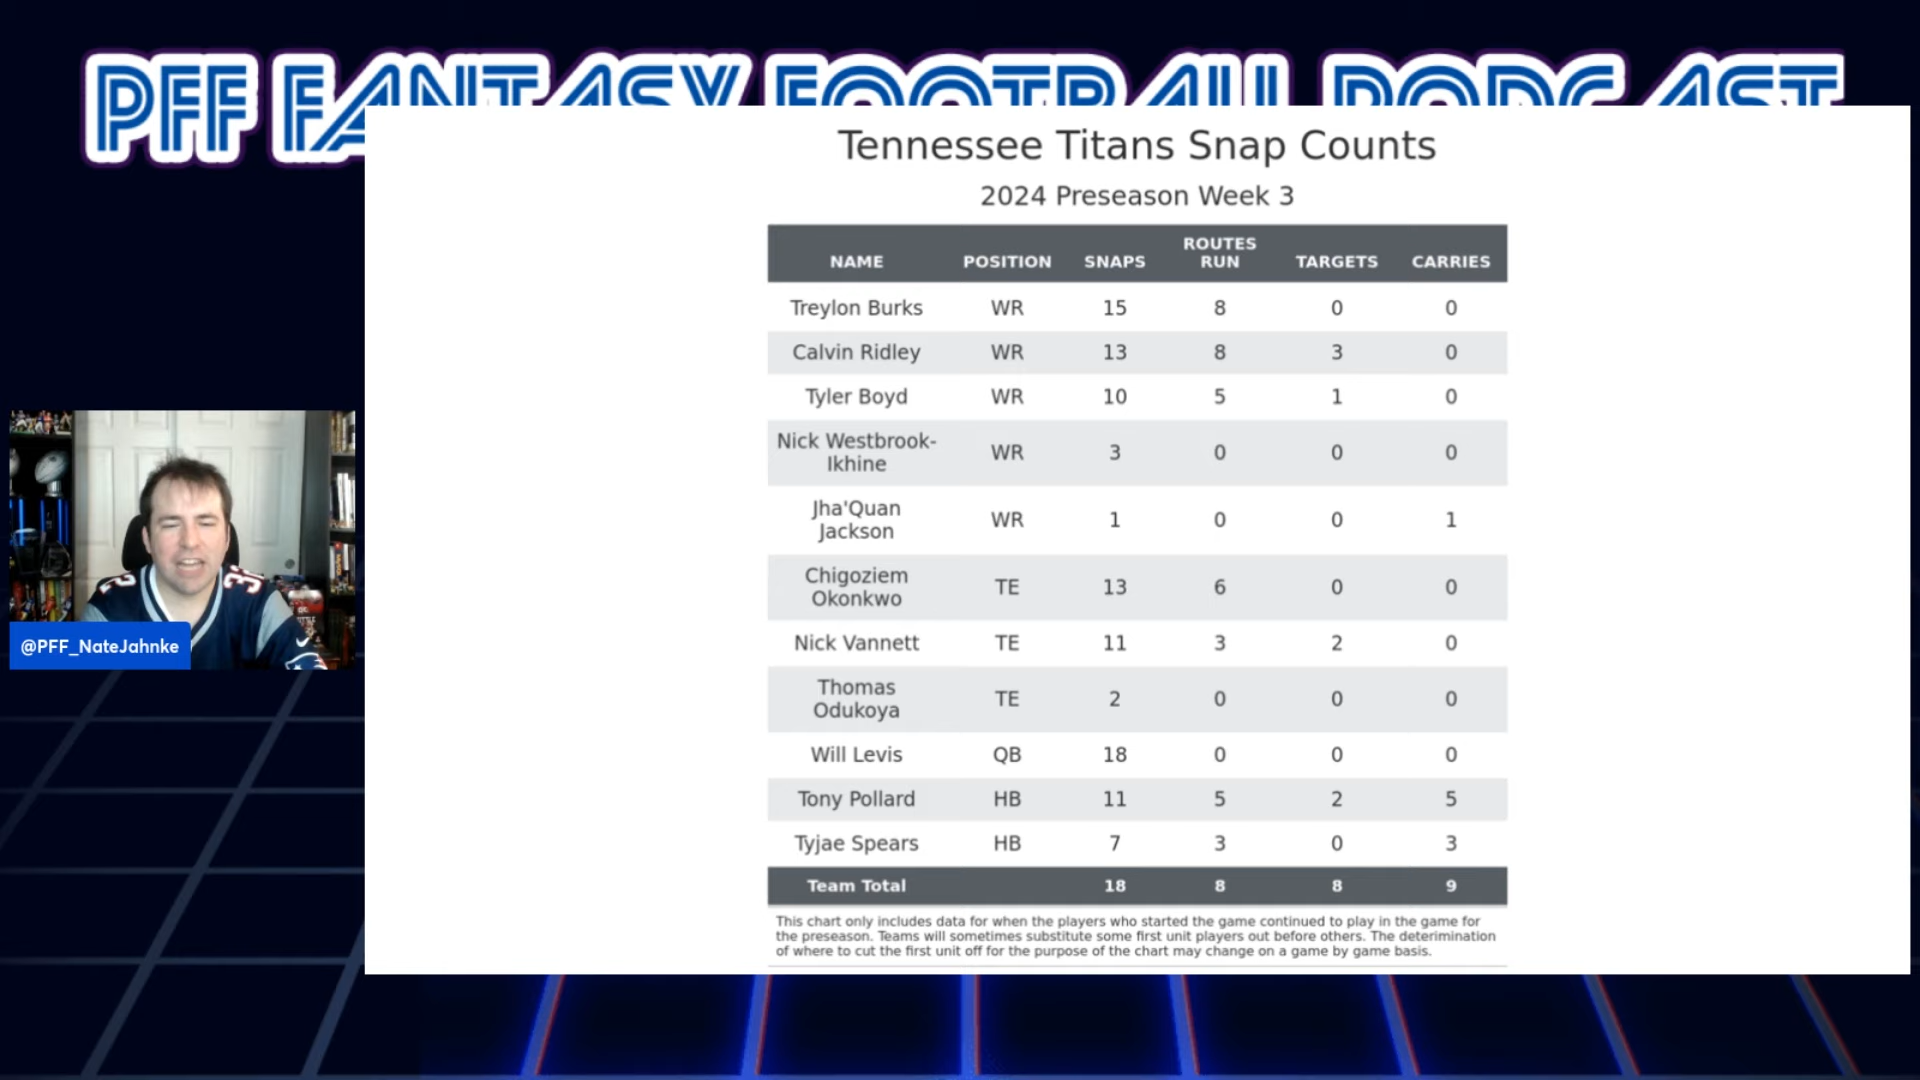 PFF FANTASY FOOTBALL PODCAST
Tennessee Titans Snap Counts
2024 Preseason Week 3
NAME POSITION SNAPS ROUTES RUN TARGETS CARRIES
Treylon Burks WR 15 8 0 0
Calvin Ridley WR 13 8 3 0
Tyler Boyd WR 10 5 1 0
Nick Westbrook-
Ikhine WR 3 0 0 0
Jha'Quan
Jackson WR 1 0 0 1
Chigoziem
Okonkwo TE 13 6 0 0
Nick Vannett TE 11 3 2 0
Thomas
Odukoya TE 2 0 0 0
Will Levis QB 18 0 0 0
Tony Pollard HB 11 5 2 5
Tyjae Spears HB 7 3 0 3
Team Total 18 8 8 9
This chart only includes data for when the players who started the game continued to play in the game for
the preseason. Teams will sometimes substitute some first unit players out before others. The deterimination
of where to cut the first unit off for the purpose of the chart may change on a game by game basis.
@PFF_NateJahnke